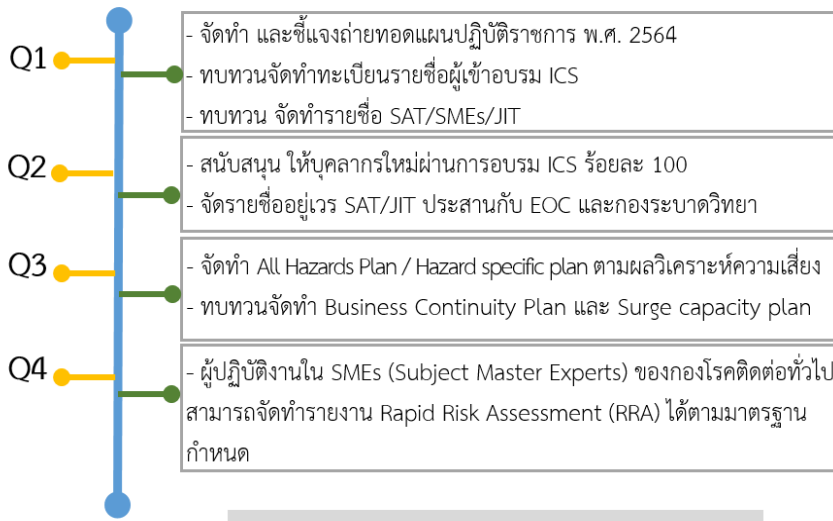 Q1
- จัดทำ และชี้แจงถ่ายทอดแผนปฏิบัติราชการ พ.ศ. 2564
- ทบทวนจัดทำทะเบียนรายชื่อผู้เข้าอบรม ICS
- ทบทวน จัดทำรายชื่อ SAT/SMEs/JIT
Q2
- สนับสนุน ให้บุคลากรใหม่ผ่านการอบรม ICS ร้อยละ 100
- จัดรายชื่ออยู่เวร SAT/JIT ประสานกับ EOC และกองระบาดวิทยา
Q3
- จัดทำ All Hazards Plan / Hazard specific plan ตามผลวิเคราะห์ความเสี่ยง
- ทบทวนจัดทำ Business Continuity Plan และ Surge capacity plan
Q4
- ผู้ปฏิบัติงานใน SMEs (Subject Master Experts) ของกองโรคติดต่อทั่วไป
สามารถจัดทำรายงาน Rapid Risk Assessment (RRA) ได้ตามมาตรฐาน
กำหนด